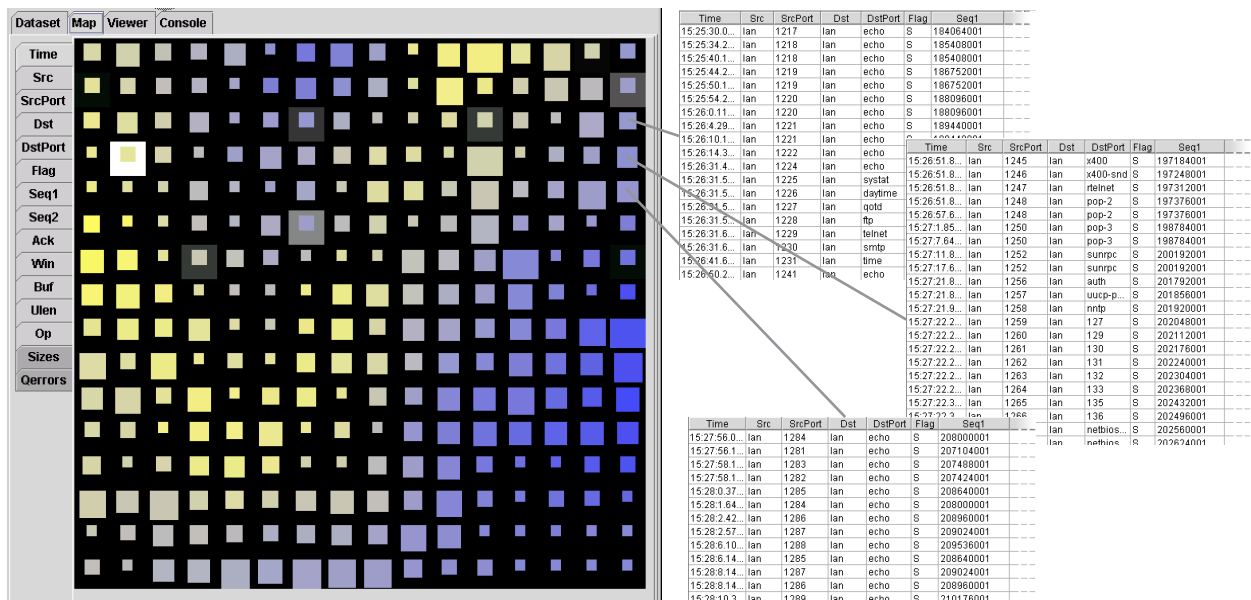 Dataset Map Viewer Console
Time
Src
SrcPort
Dst
DstPort
Flag
Seq1
Seq2
Ack
Win
Buf
Ulen
Op
Sizes
Qerrors
Time Src SrcPort Dst DstPort Flag Seq1
15:25:30.0... lan 1217 lan echo S 184064001
15:25:34.2... lan 1218 lan echo S 185408001
15:25:40.1... lan 1218 lan echo S 185408001
15:25:44.2... lan 1219 lan echo S 186752001
15:25:50.1... lan 1219 lan echo S 186752001
15:25:54.2... lan 1220 lan echo S 188096001
15:26:0.11... lan 1220 lan echo S 188096001
15:26:4.29... lan 1221 lan echo S 189440001
15:26:10.1... lan 1221 lan echo S
15:26:14.3... lan 1222 lan echo S
15:26:31.4... lan 1224 lan echo S
15:26:31.5... lan 1225 lan systat S
15:26:31.5... lan 1226 lan daytime S
15:26:31.5... lan 1227 lan qotd S
15:26:31.5... lan 1228 lan ftp S
15:26:31.6... lan 1229 lan telnet S
15:26:31.6... lan 1230 lan smtp S
15:26:41.6... lan 1231 lan time S
15:26:50.2... lan 1241 lan echo S
Time Src SrcPort Dst DstPort Flag Seq1
15:26:51.8... lan 1245 lan x400 S 197184001
15:26:51.8... lan 1246 lan x400-snd S 197248001
15:26:51.8... lan 1247 lan rtelnet S 197312001
15:26:51.8... lan 1248 lan pop-2 S 197376001
15:26:57.6... lan 1248 lan pop-2 S 197376001
15:27:1.85... lan 1250 lan pop-3 S 198784001
15:27:7.64... lan 1250 lan pop-3 S 198784001
15:27:11.8... lan 1252 lan sunrpc S 200192001
15:27:17.6... lan 1252 lan sunrpc S 200192001
15:27:21.8... lan 1256 lan auth S 201792001
15:27:21.8... lan 1257 lan uucp-p... S 201856001
15:27:21.9... lan 1258 lan nntp S 201920001
15:27:22.2... lan 1259 lan 127 S 202048001
15:27:22.2... lan 1260 lan 129 S 202112001
15:27:22.2... lan 1261 lan 130 S 202176001
15:27:22.2... lan 1262 lan 131 S 202240001
15:27:22.2... lan 1263 lan 132 S 202304001
15:27:22.2... lan 1264 lan 133 S 202368001
15:27:22.3... lan 1265 lan 135 S 202432001
15:27:22.3... lan 1266 lan 136 S 202496001
lan netbios... S 202560001
lan netbios... S 202624001
Time Src SrcPort Dst DstPort Flag Seq1
15:27:56.0... lan 1284 lan echo S 208000001
15:27:56.1... lan 1281 lan echo S 207104001
15:27:58.1... lan 1283 lan echo S 207488001
15:27:58.1... lan 1282 lan echo S 207424001
15:28:0.37... lan 1285 lan echo S 208640001
15:28:1.64... lan 1284 lan echo S 208000001
15:28:2.42... lan 1286 lan echo S 208960001
15:28:2.57... lan 1287 lan echo S 209024001
15:28:6.10... lan 1288 lan echo S 209536001
15:28:6.14... lan 1285 lan echo S 208640001
15:28:8.14... lan 1287 lan echo S 209024001
15:28:8.14... lan 1286 lan echo S 208960001
15:28:10.3... lan 1289 lan echo S 210176001